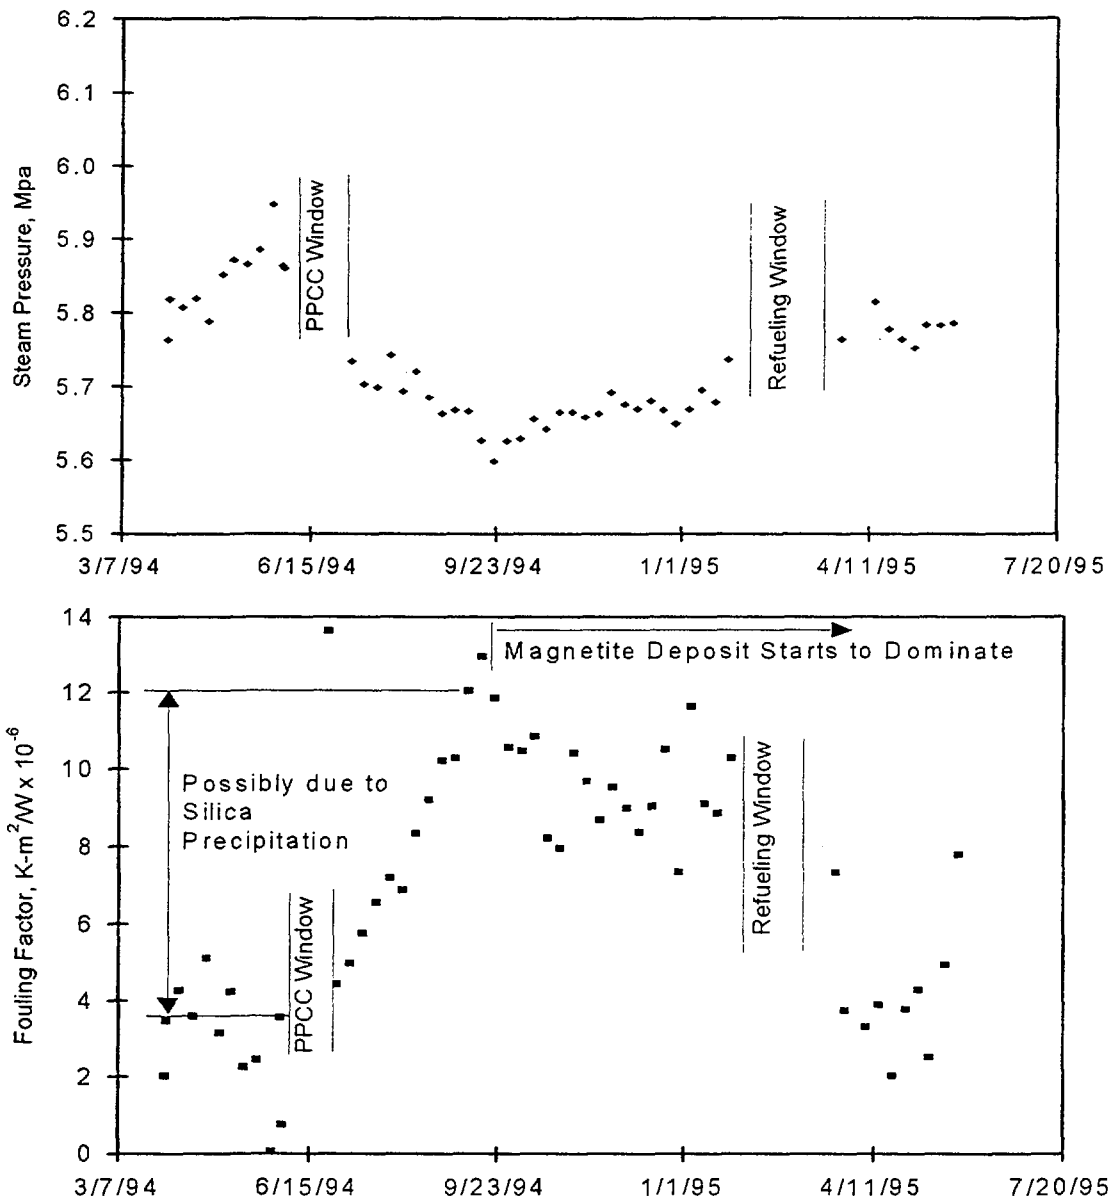 6.2
6.1
6.0
5.9
5.8
5.7
5.6
5.5
Steam Pressure, Mpa
PPCC Window
Refueling Window
3/7/94 6/15/94 9/23/94 1/1/95 4/11/95 7/20/95
14
12
10
8
6
4
2
0
Fouling Factor, K-m²/W x 10⁻⁶
Magnetite Deposit Starts to Dominate
Possibly due to
Silica
Precipitation
PPCC Window
Refueling Window
3/7/94 6/15/94 9/23/94 1/1/95 4/11/95 7/20/95